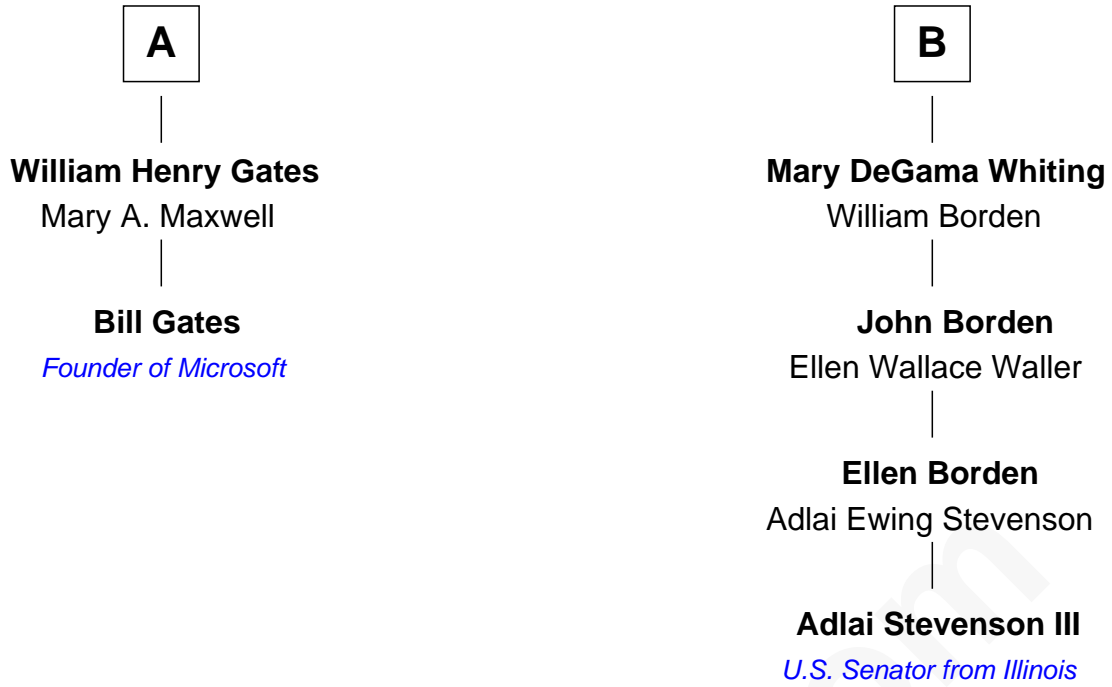 A
William Henry Gates
Mary A. Maxwell
Bill Gates
Founder of Microsoft
B
Mary DeGama Whiting
William Borden
John Borden
Ellen Wallace Waller
Ellen Borden
Adlai Ewing Stevenson
Adlai Stevenson III
U.S. Senator from Illinois